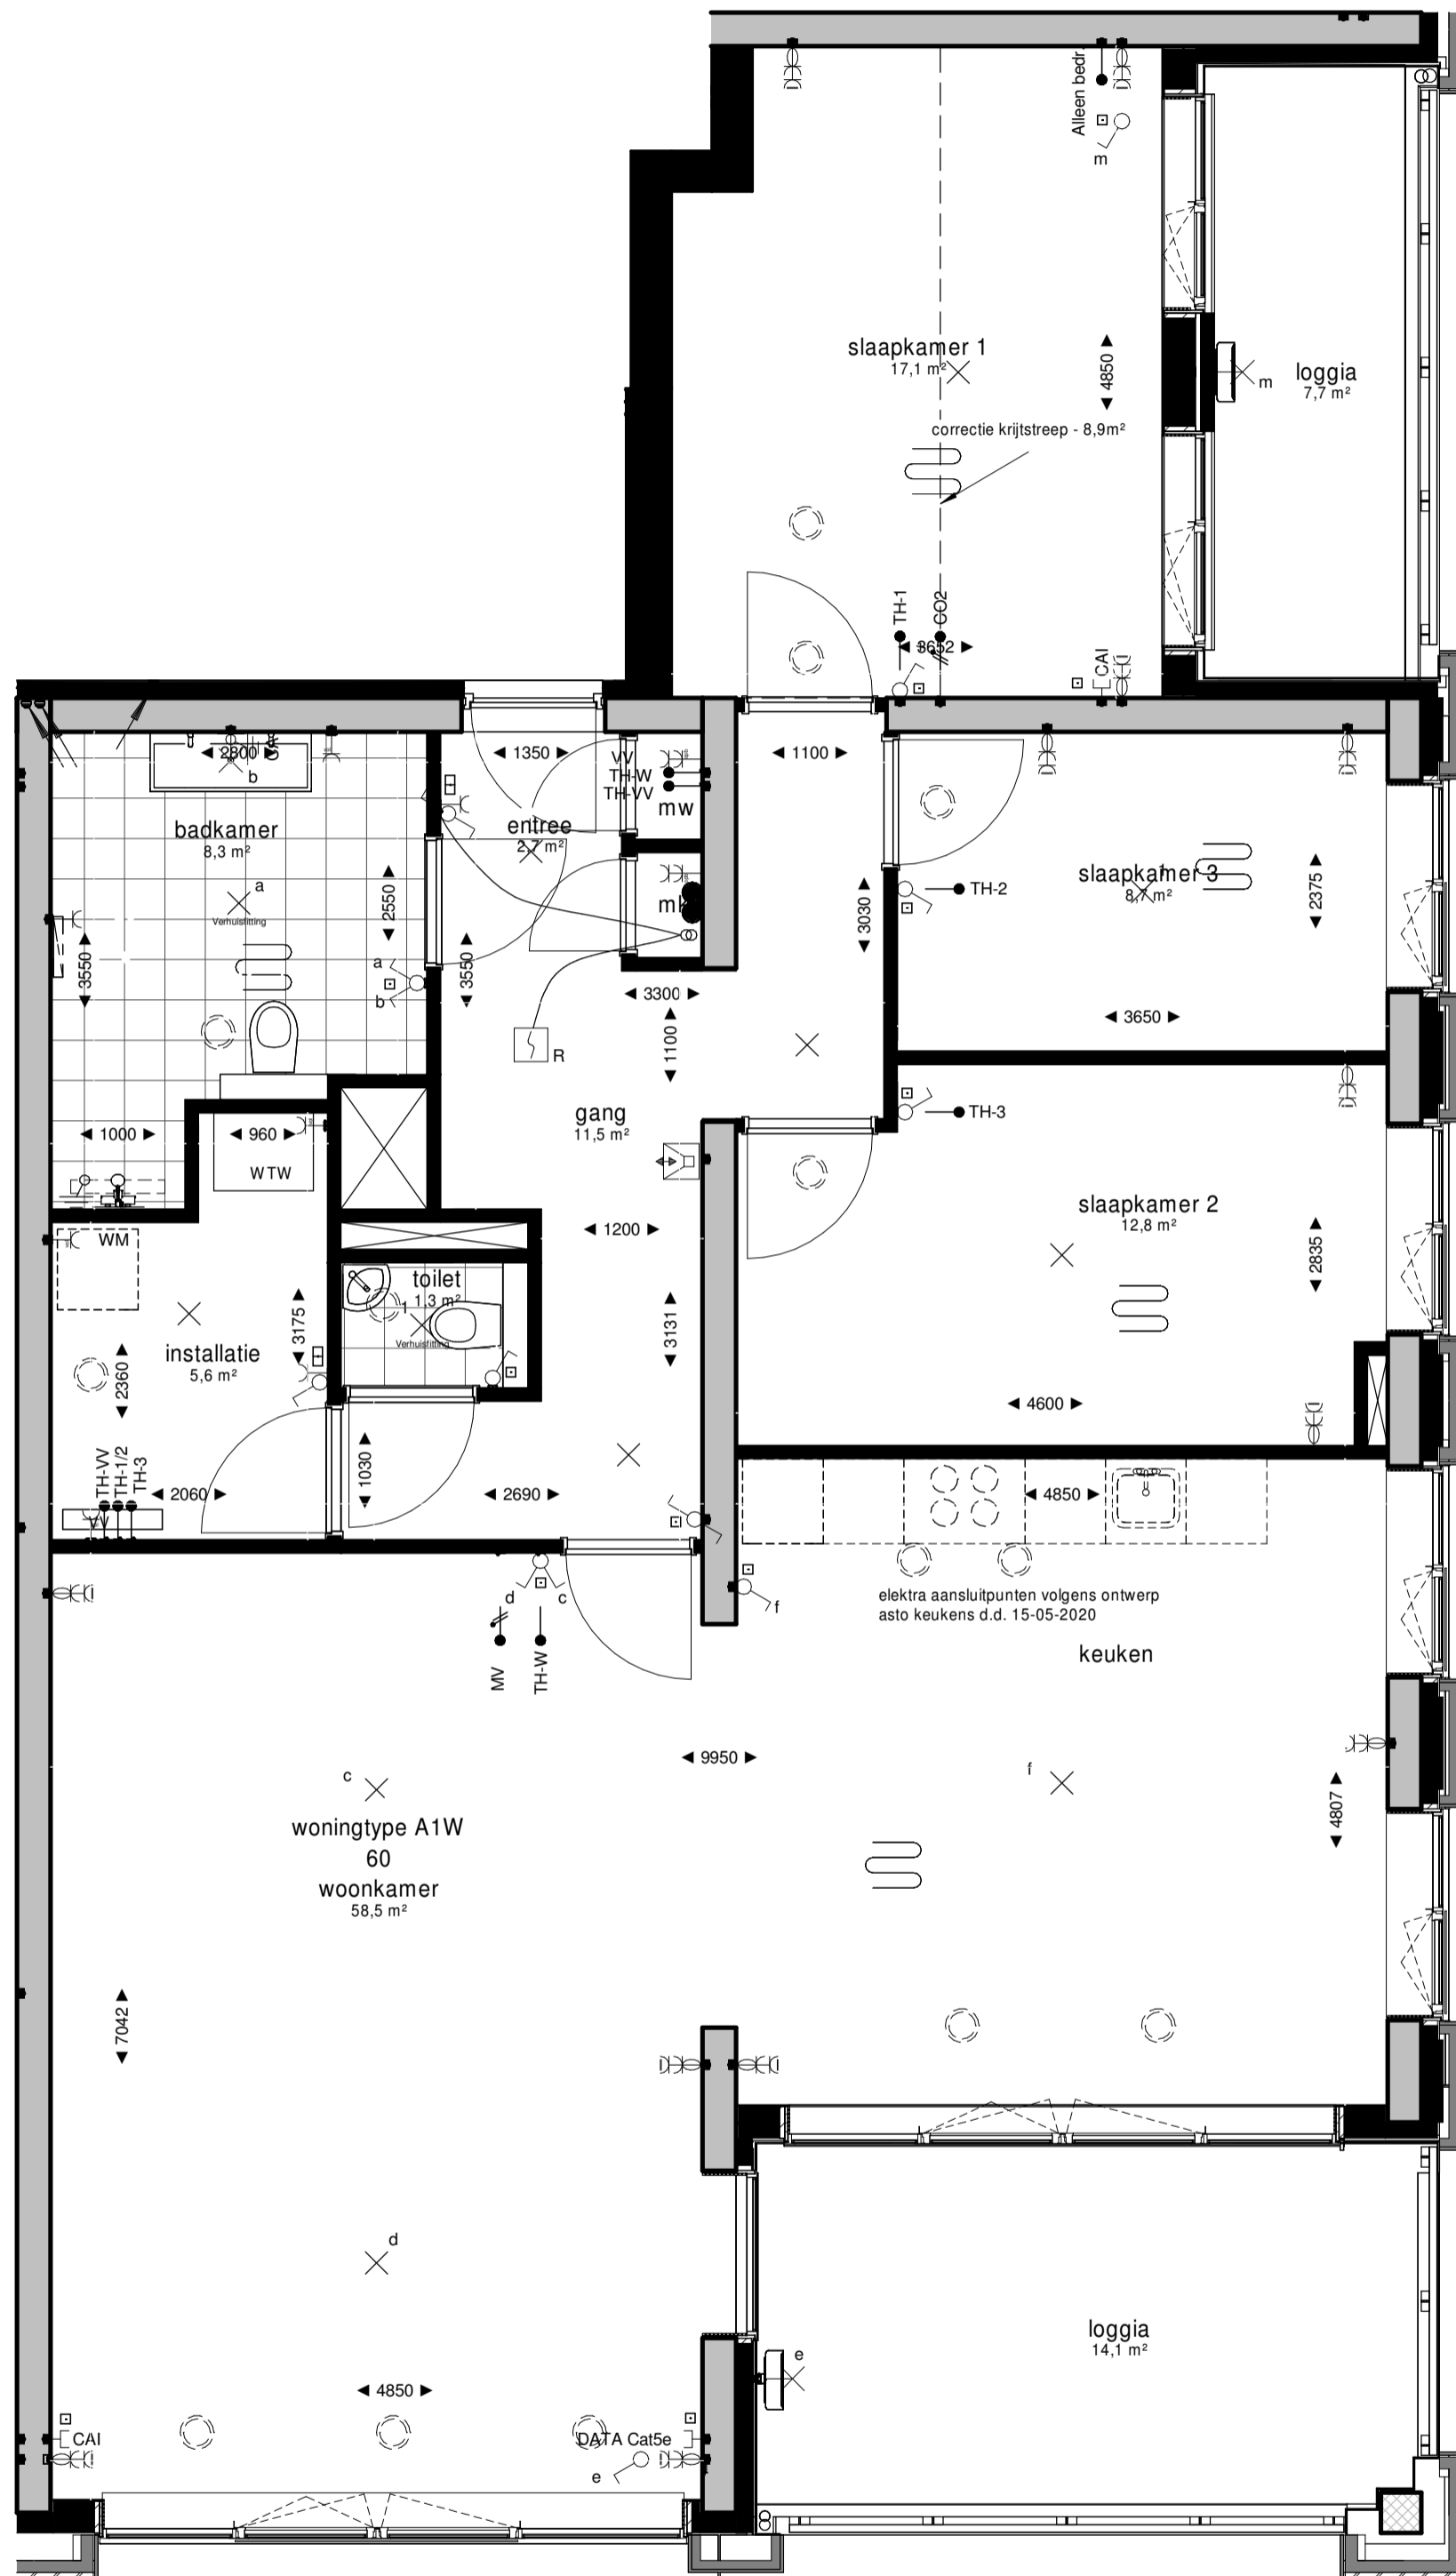 Alleen bedr.
m
slaapkamer 1
17,1 m²
4850
loggia
7,7 m²
m
correctie krijtstreep - 8,9m²
TH-1
CO2
3652
CAI
2800
b
1350
VV
TH-W
TH-VV
mw
1100
badkamer
8,3 m²
entree
2,7 m²
a
Verhuisfitting
2550
3030
TH-2
slaapkamer 3
8,7 m²
2375
3550
a
b
3550
3300
3650
1100
R
gang
11,5 m²
TH-3
1000
960
WTW
slaapkamer 2
12,8 m²
WM
1200
2835
toilet
1,3 m²
Verhuisfitting
3175
3131
installatie
5,6 m²
2360
4600
TH-VV
TH-1/2
TH-3
2060
1030
2690
4850
d
c
f
elektra aansluitpunten volgens ontwerp
asto keukens d.d. 15-05-2020
keuken
MV
TH-W
9950
c
f
4807
woningtype A1W
60
woonkamer
58,5 m²
7042
d
loggia
14,1 m²
e
4850
CAI
DATA Cat5e
e